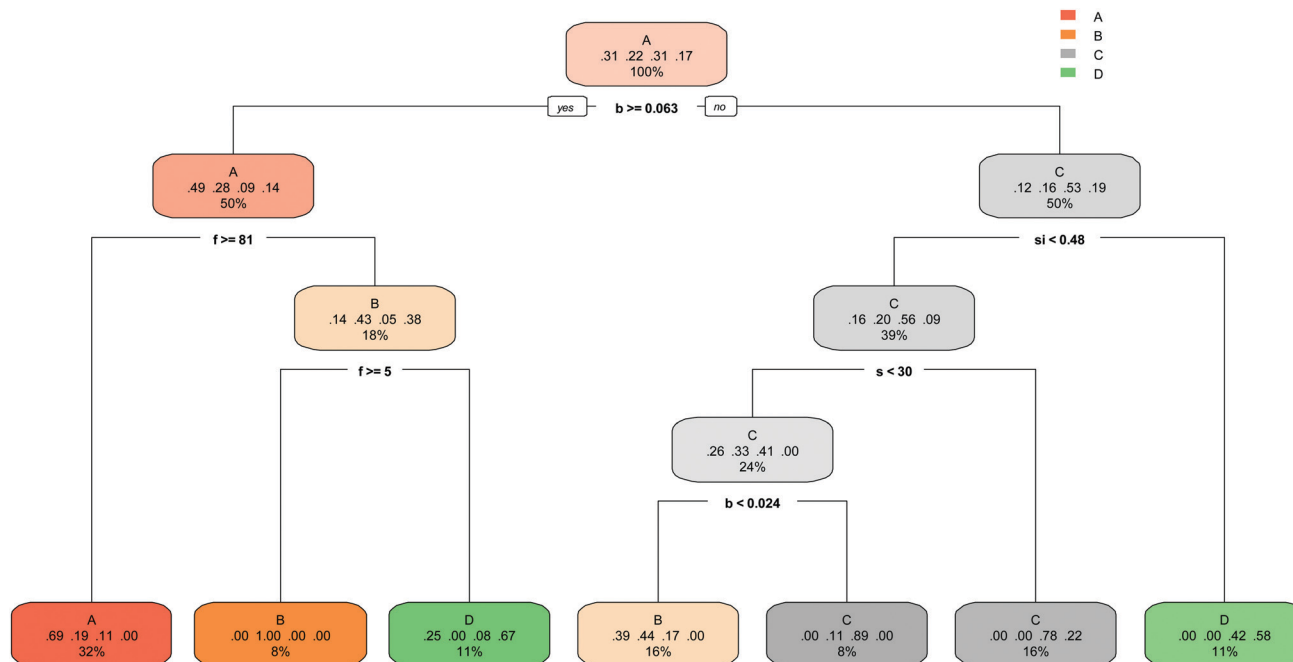 A
B
C
D
A
.31 .22 .31 .17
100%
yes b >= 0.063 no
A
.49 .28 .09 .14
50%
C
.12 .16 .53 .19
50%
f >= 81
si < 0.48
B
.14 .43 .05 .38
18%
C
.16 .20 .56 .09
39%
f >= 5
s < 30
C
.26 .33 .41 .00
24%
b < 0.024
A
.69 .19 .11 .00
32%
B
.00 1.00 .00 .00
8%
D
.25 .00 .08 .67
11%
B
.39 .44 .17 .00
16%
C
.00 .11 .89 .00
8%
C
.00 .00 .78 .22
16%
D
.00 .00 .42 .58
11%